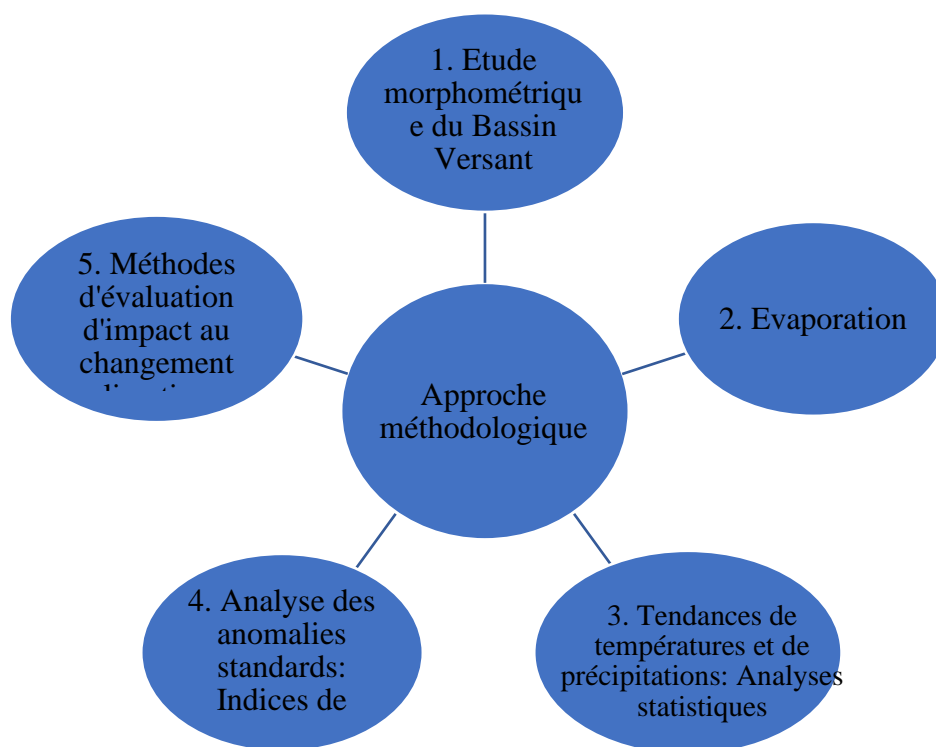 1. Etude
morphométriqu
e du Bassin
Versant
2. Evaporation
3. Tendances de
températures et de
précipitations: Analyses
statistiques
4. Analyse des
anomalies
standards:
Indices de
5. Méthodes
d'évaluation
d'impact au
changement
Approche
méthodologique